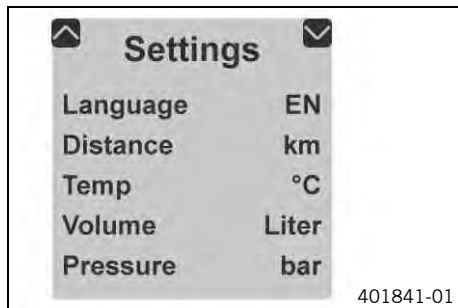 Settings
Language EN
Distance km
Temp °C
Volume Liter
Pressure bar
401841-01